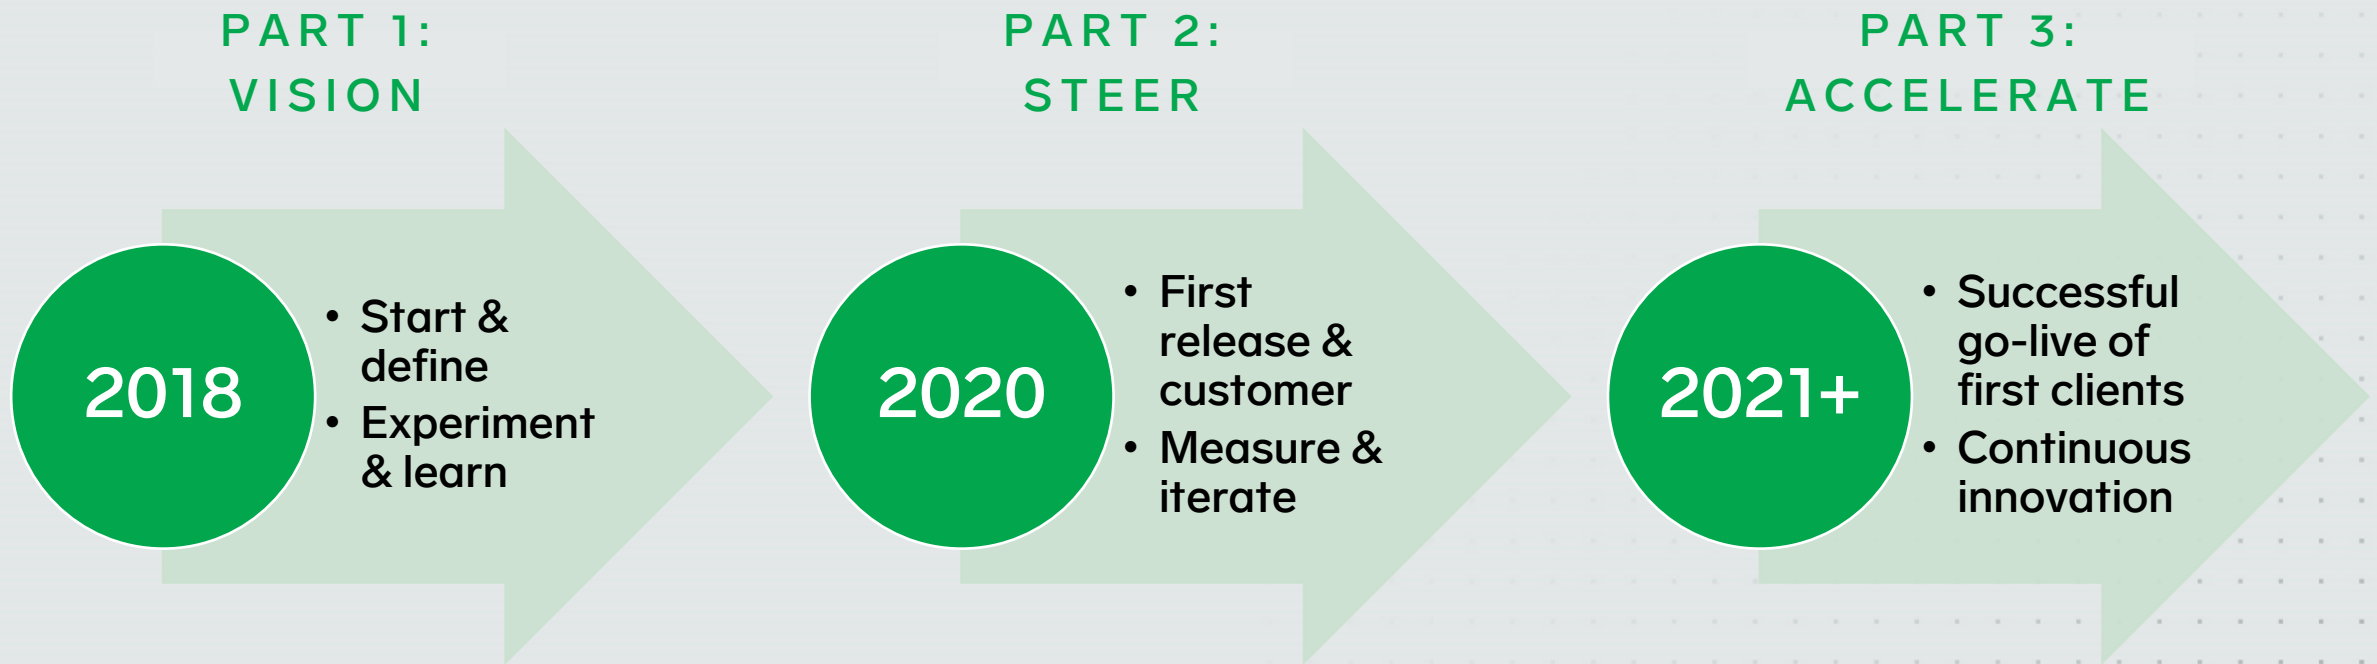 PART 1:
VISION
2018
• Start &
define
• Experiment
& learn
PART 2:
STEER
2020
• First
release &
customer
• Measure &
iterate
PART 3:
ACCELERATE
2021+
• Successful
go-live of
first clients
• Continuous
innovation